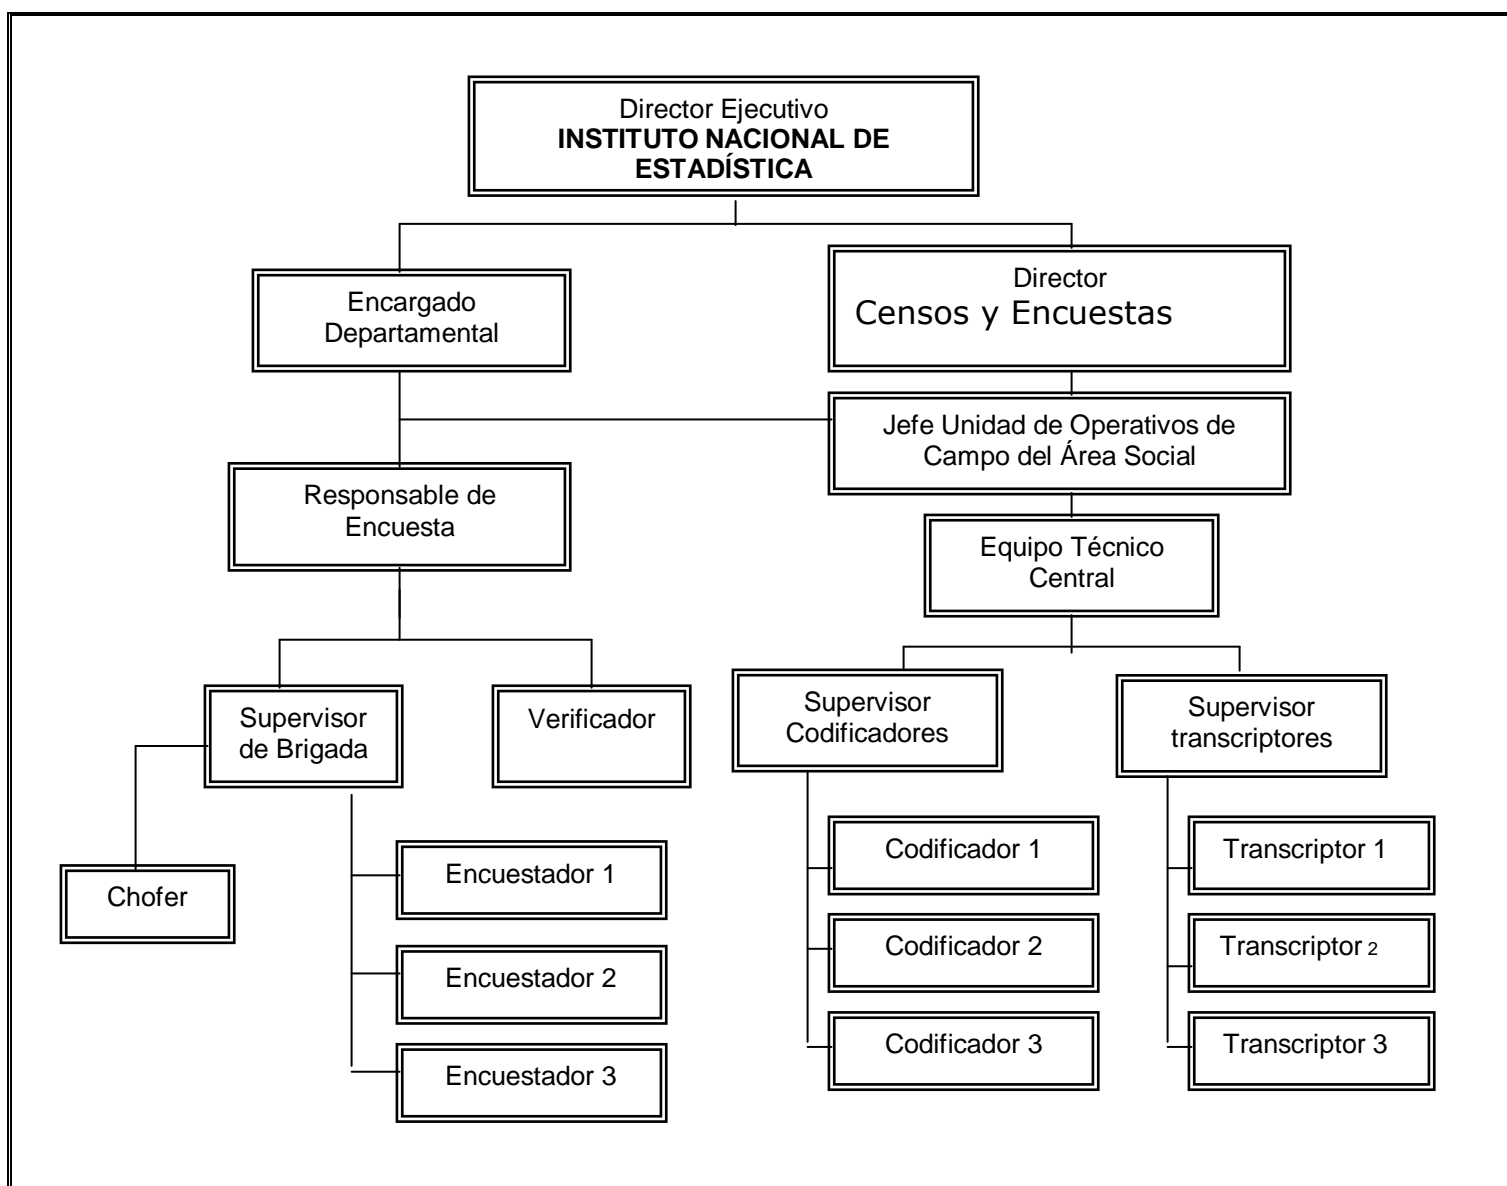 Director Ejecutivo
INSTITUTO NACIONAL DE
ESTADÍSTICA
Encargado
Departamental
Director
Censos y Encuestas
Jefe Unidad de Operativos de
Campo del Área Social
Responsable de
Encuesta
Equipo Técnico
Central
Supervisor
de Brigada
Verificador
Supervisor
Codificadores
Supervisor
transcriptores
Chofer
Encuestador 1
Encuestador 2
Encuestador 3
Codificador 1
Codificador 2
Codificador 3
Transcriptor 1
Transcriptor 2
Transcriptor 3